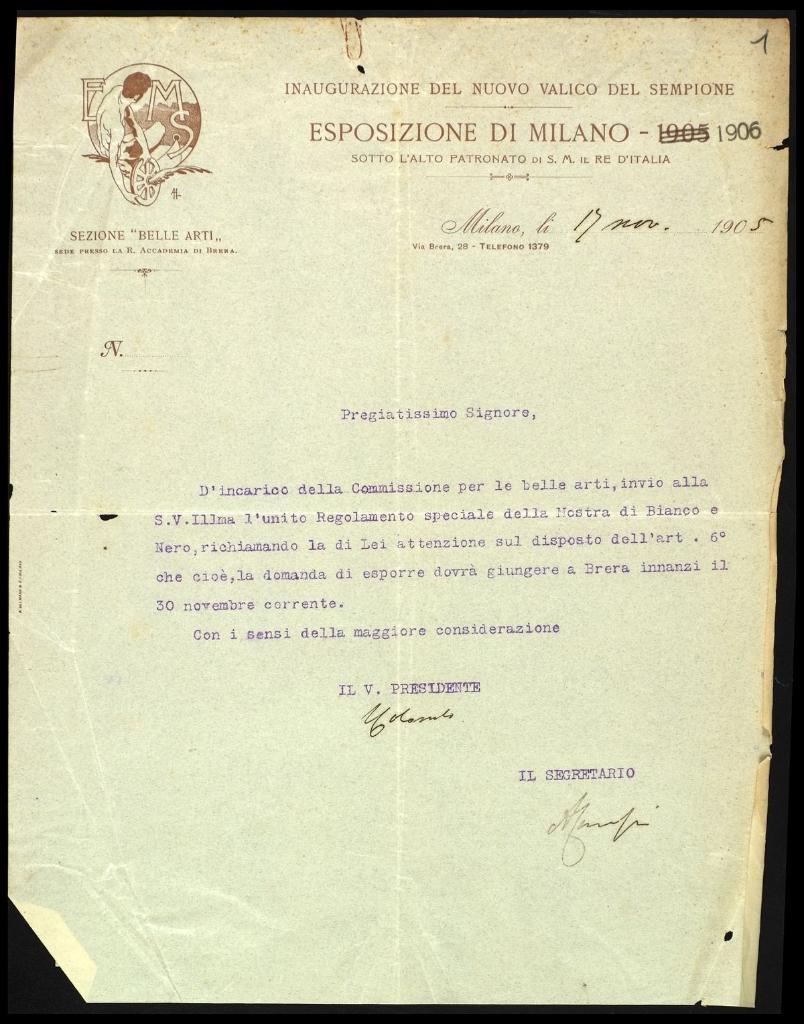 1
E M S
INAUGURAZIONE DEL NUOVO VALICO DEL SEMPIONE
ESPOSIZIONE DI MILANO - 1905 1906
SOTTO L'ALTO PATRONATO DI S. M. IL RE D'ITALIA
Milano, li 17 nov. 1905
Via Brera, 28 - TELEFONO 1379
SEZIONE "BELLE ARTI„
SEDE PRESSO LA R. ACCADEMIA DI BRERA.
N.
Pregiatissimo Signore,
D'incarico della Commissione per le belle arti,invio alla
S.V.Illma l'unito Regolamento speciale della Mostra di Bianco e
Nero,richiamando la di Lei attenzione sul disposto dell'art . 6°
che cioè,la domanda di esporre dovrà giungere a Brera innanzi il
30 novembre corrente.
Con i sensi della maggiore considerazione
IL V. PRESIDENTE
IL SEGRETARIO